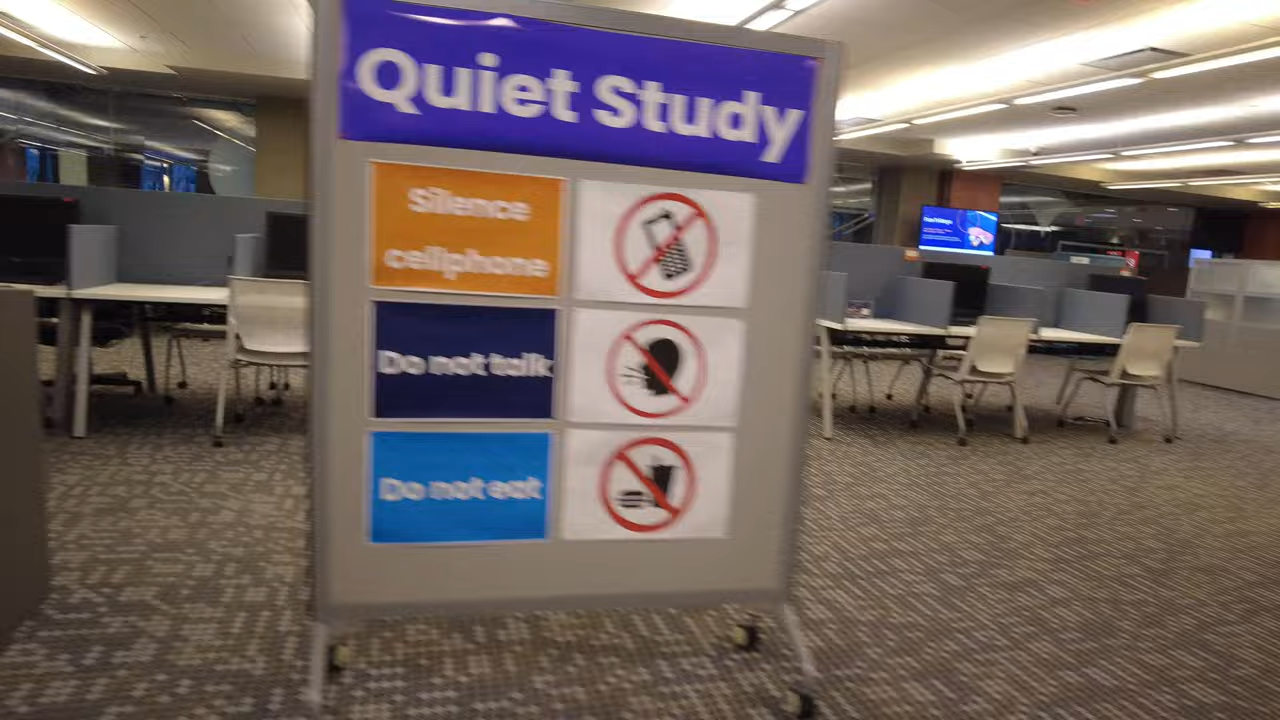 Quiet Study
Silence
cellphone
Do not talk
Do not eat